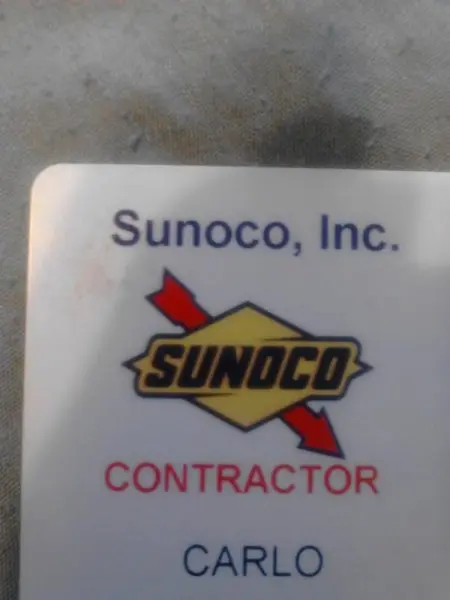 Sunoco, Inc.
SUNOCO
CONTRACTOR
CARLO